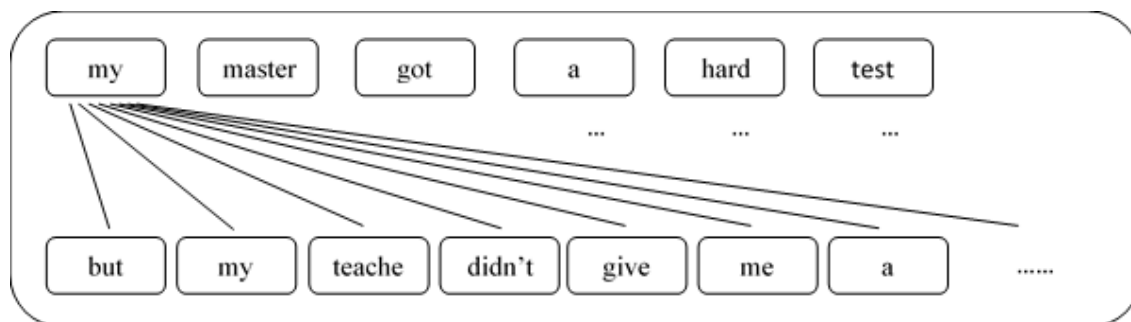 my master got a hard test
... ... ...
but my teache didn't give me a ......